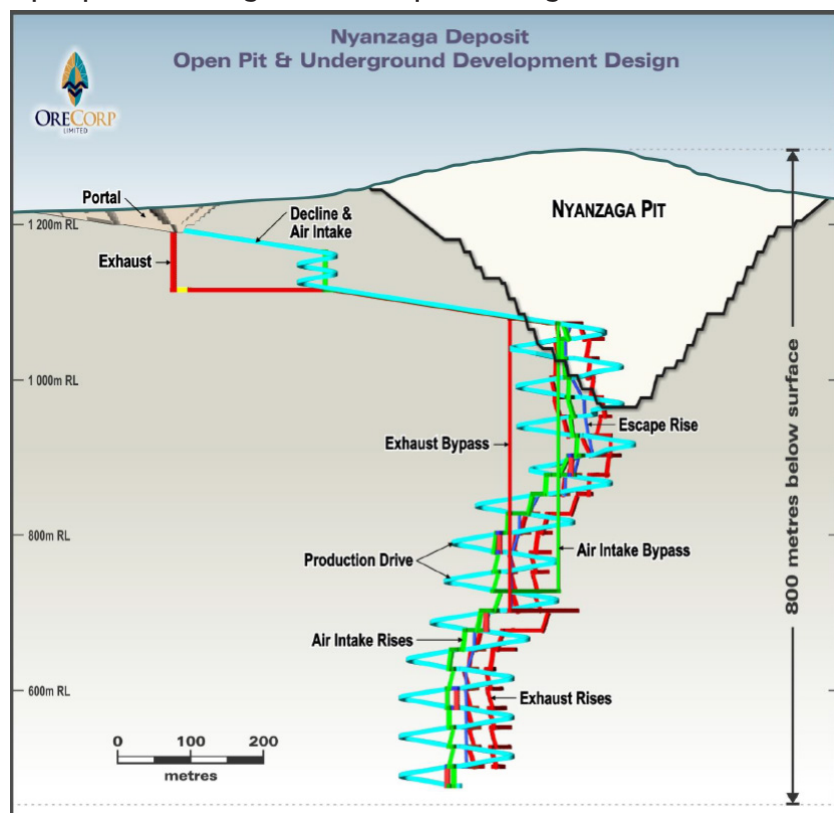 Nyanzaga Deposit
Open Pit & Underground Development Design
ORECORP
LIMITED
Portal
Decline &
Air Intake
NYANZAGA PIT
1 200m RL
Exhaust
1 000m RL
Escape Rise
Exhaust Bypass
800m RL
Air Intake Bypass
Production Drive
800 metres below surface
Air Intake Rises
600m RL
Exhaust Rises
0 100 200
metres